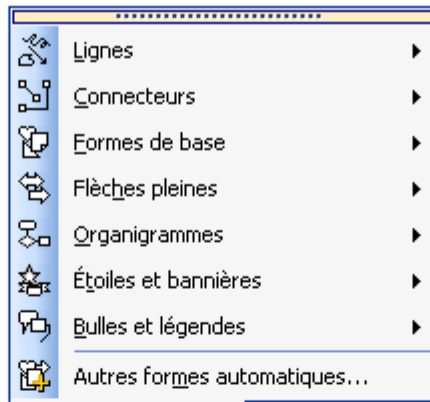 Lignes
Connecteurs
Formes de base
Flèches pleines
Organigrammes
Étoiles et bannières
Bulles et légendes
Autres formes automatiques...